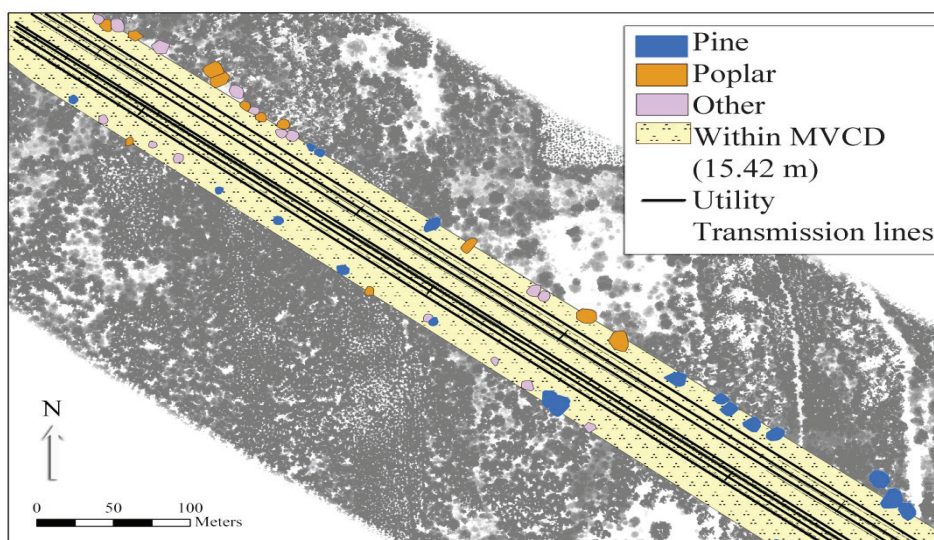 Pine
Poplar
Other
Within MVCD
(15.42 m)
Utility
Transmission lines
N
0 50 100
Meters